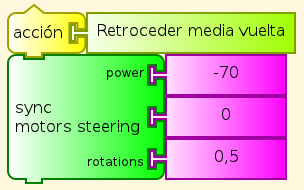 acción Retroceder media vuelta
power -70
sync
motors steering 0
rotations 0,5